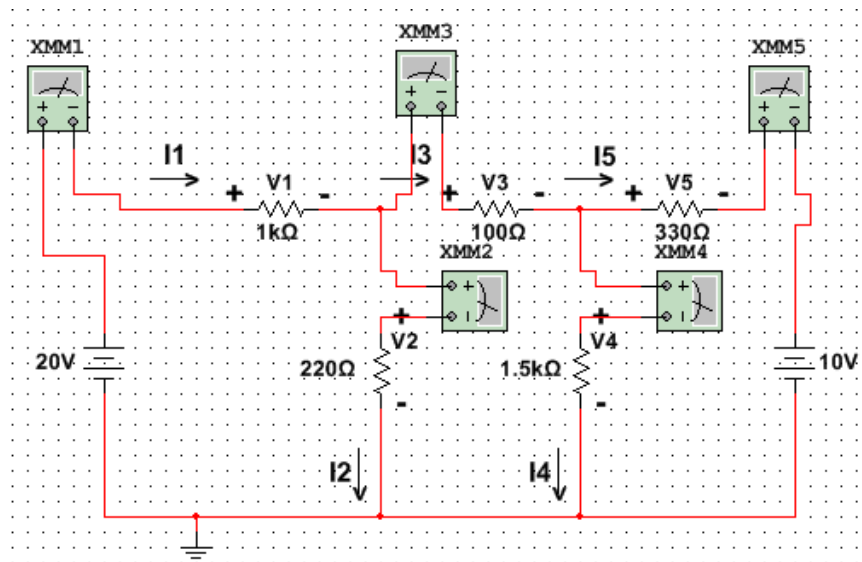 XMM1
XMM3
XMM5
+ −
+ −
+ −
I1
I3
I5
+ V1 -
+ V3 -
+ V5 -
1kΩ
100Ω
330Ω
XMM2
XMM4
+
+
+
V2
+
V4
20V
220Ω
1.5kΩ
10V
-
-
I2
I4